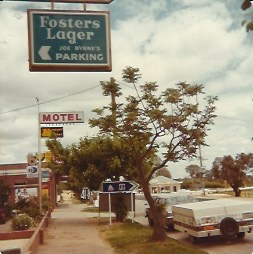 Fosters
Lager
JOE BYRNE'S
PARKING
MOTEL